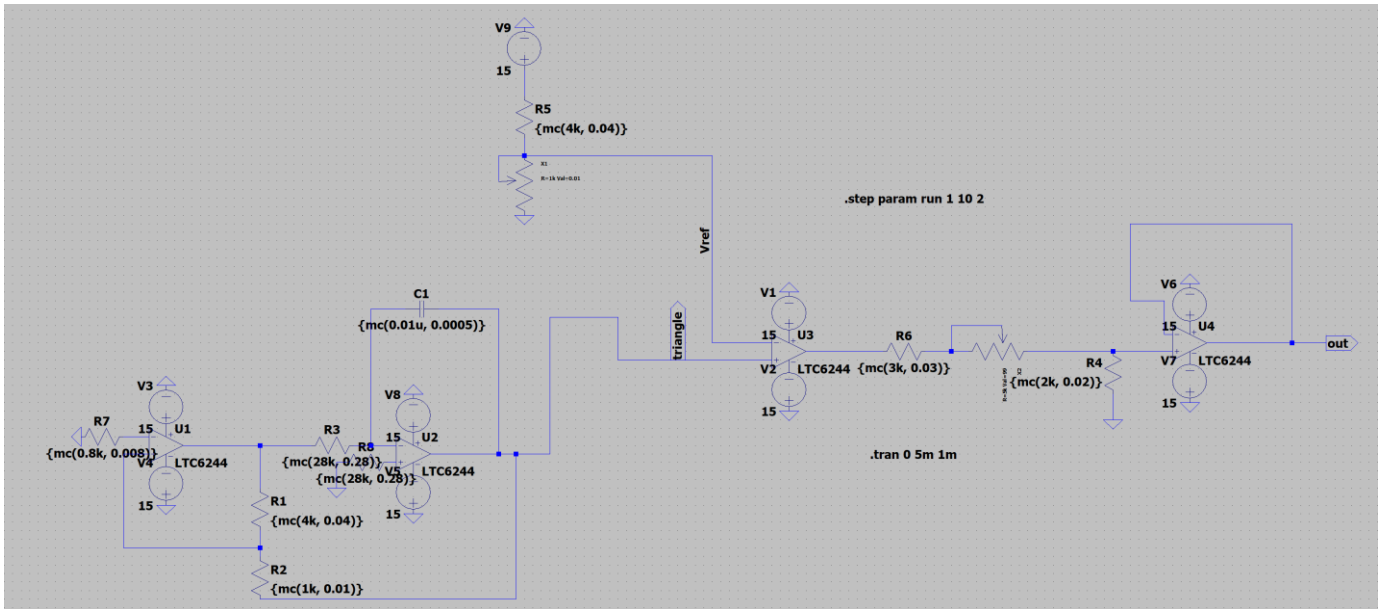 V9
15
R5
{mc(4k, 0.04)}
X1
R=1k Val=0.01
.step param run 1 10 2
Vref
C1
{mc(0.01u, 0.0005)}
triangle
V1
15
U3
V2
LTC6244
15
R6
{mc(3k, 0.03)}
X2
R4
{mc(2k, 0.02)}
V6
15
U4
V7
LTC6244
15
out
V3
15
U1
R7
{mc(0.8k, 0.008)}
V4
LTC6244
15
V8
15
U2
R3
{mc(28k, 0.28)}
R8
{mc(28k, 0.28)}
V5
LTC6244
15
.tran 0 5m 1m
R1
{mc(4k, 0.04)}
R2
{mc(1k, 0.01)}